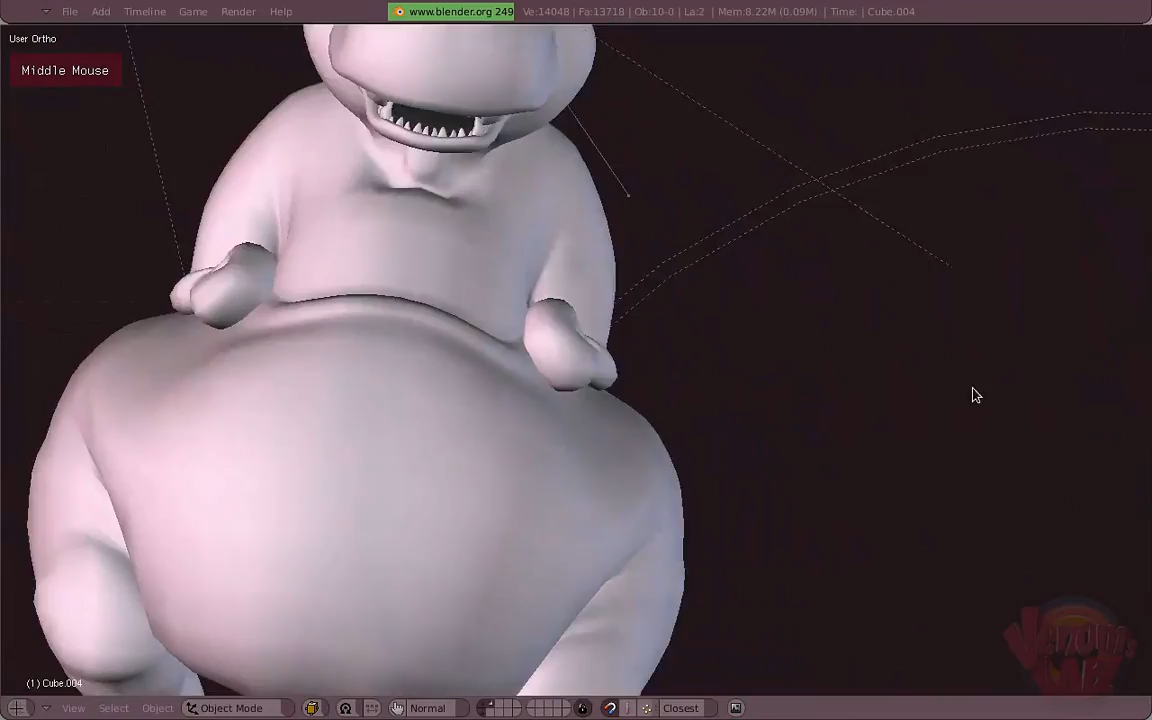 File Add Timeline Game Render Help www.blender.org 249 Ve:14048 | Fa:13718 | Ob:10-0 | La:2 | Mem:8.22M (0.09M) | Time: | Cube.004
User Ortho
Middle Mouse
Venom's
LAB
(1) Cube.004
View Select Object Object Mode Normal Closest